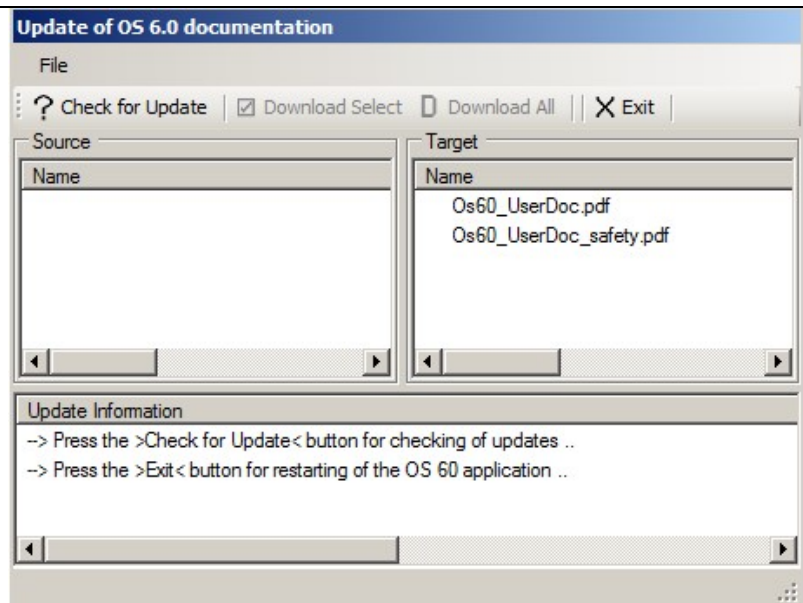 Update of OS 6.0 documentation
File
? Check for Update Download Select Download All Exit
Source Target
Name Name
Os60_UserDoc.pdf
Os60_UserDoc_safety.pdf
Update Information
--> Press the >Check for Update< button for checking of updates ..
--> Press the >Exit< button for restarting of the OS 60 application ..